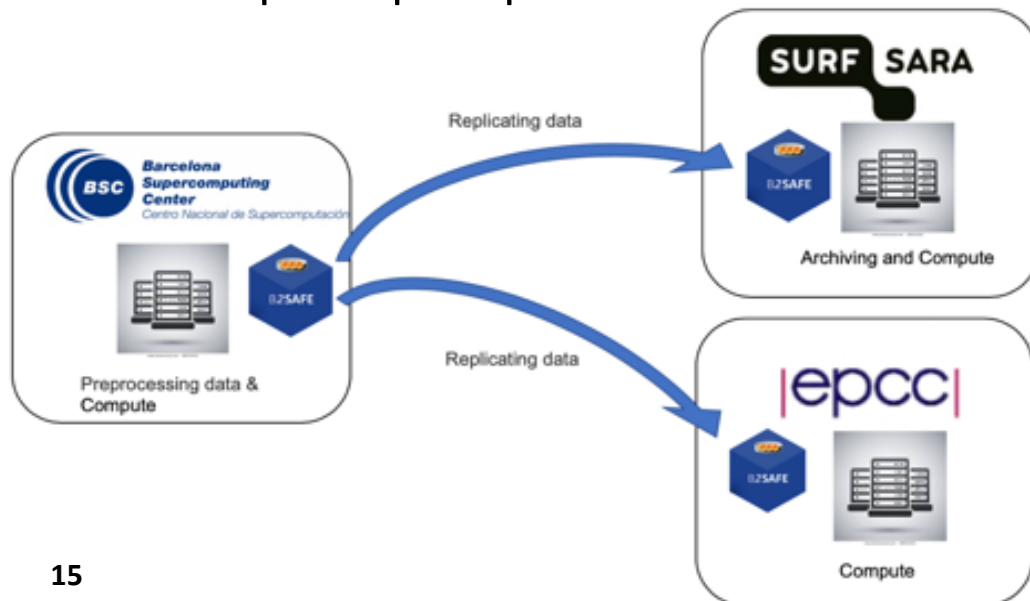 SURF SARA
Replicating data
B2SAFE
Archiving and Compute
BSC
Barcelona
Supercomputing
Center
Centro Nacional de Supercomputación
B2SAFE
Preprocessing data &
Compute
Replicating data
|epcc|
B2SAFE
Compute
15